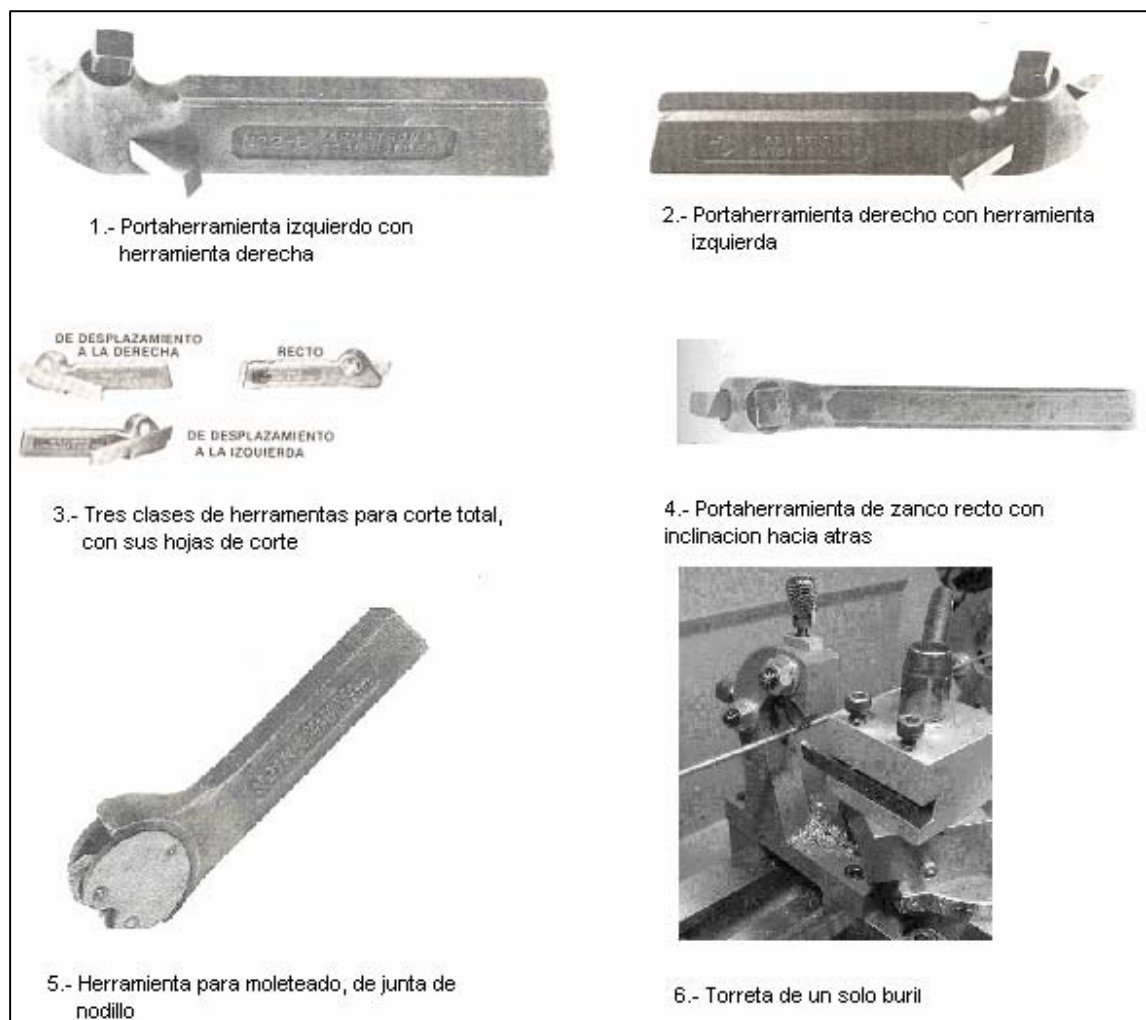 1.- Portaherramienta izquierdo con
herramienta derecha
2.- Portaherramienta derecho con herramienta
izquierda
DE DESPLAZAMIENTO
A LA DERECHA
RECTO
DE DESPLAZAMIENTO
A LA IZQUIERDA
3.- Tres clases de herramentas para corte total,
con sus hojas de corte
4.- Portaherramienta de zanco recto con
inclinacion hacia atras
5.- Herramienta para moleteado, de junta de
nodillo
6.- Torreta de un solo buril